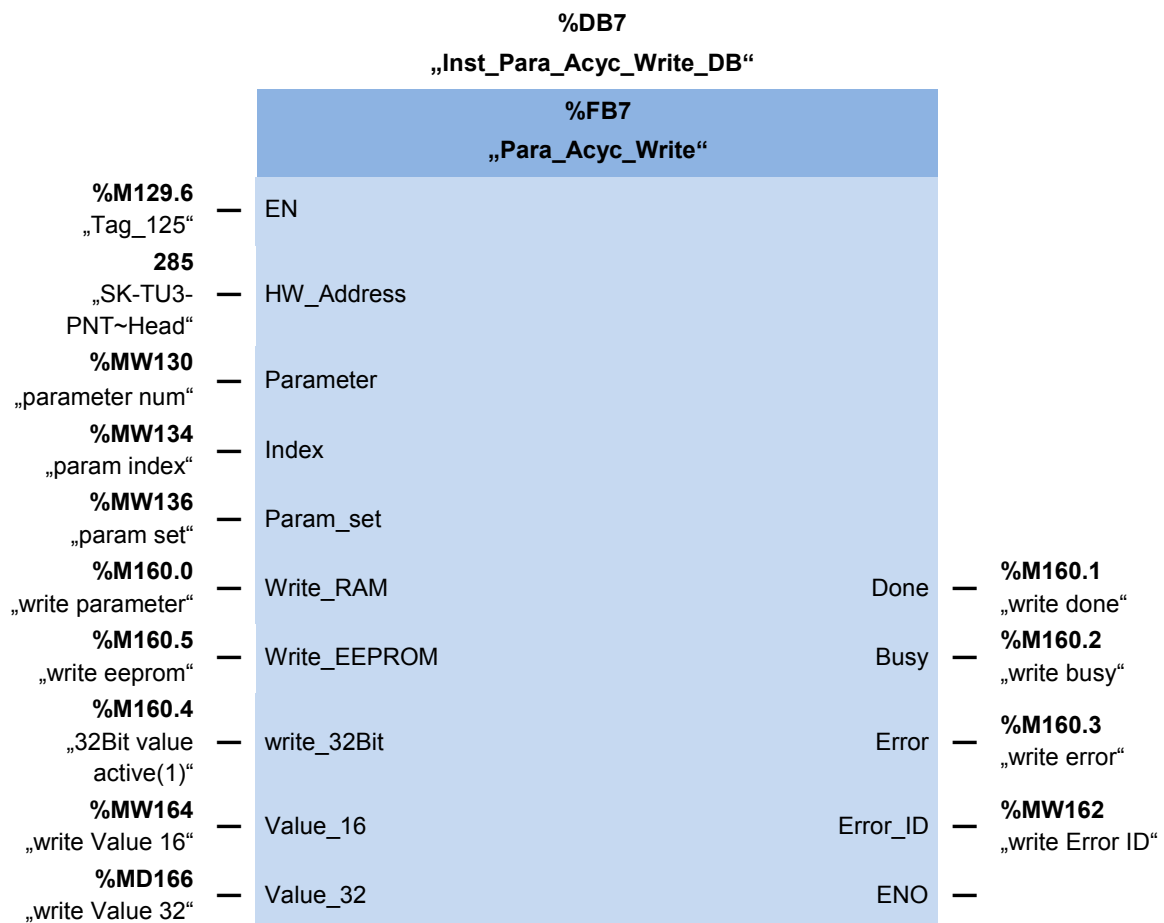 %DB7
„Inst_Para_Acyc_Write_DB“
%FB7
„Para_Acyc_Write“
%M129.6
„Tag_125“
EN
285
„SK-TU3-
PNT~Head“
HW_Address
%MW130
„parameter num“
Parameter
%MW134
„param index“
Index
%MW136
„param set“
Param_set
%M160.0
„write parameter“
Write_RAM
Done
%M160.1
„write done“
%M160.5
„write eeprom“
Write_EEPROM
Busy
%M160.2
„write busy“
%M160.4
„32Bit value
active(1)“
write_32Bit
Error
%M160.3
„write error“
%MW164
„write Value 16“
Value_16
Error_ID
%MW162
„write Error ID“
%MD166
„write Value 32“
Value_32
ENO